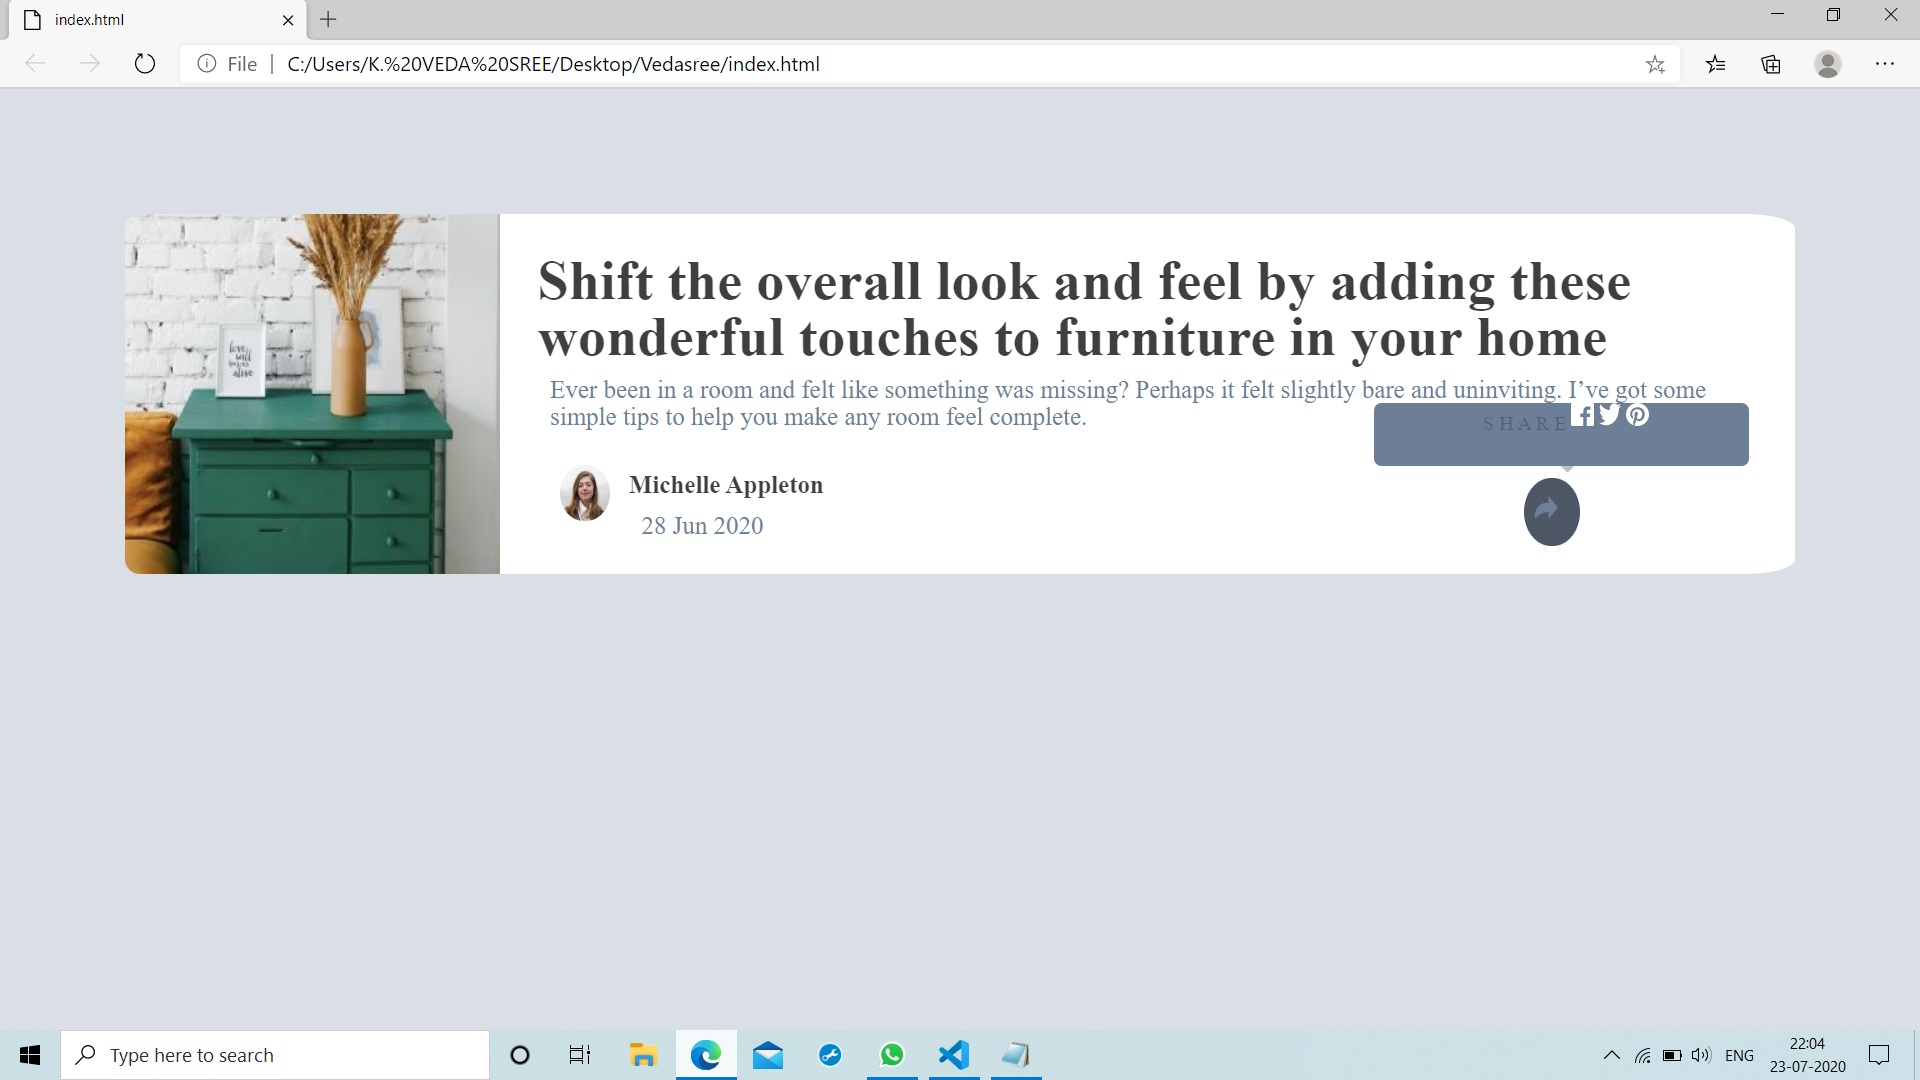 index.html
File | C:/Users/K.%20VEDA%20SREE/Desktop/Vedasree/index.html
Shift the overall look and feel by adding these
wonderful touches to furniture in your home
Ever been in a room and felt like something was missing? Perhaps it felt slightly bare and uninviting. I’ve got some
simple tips to help you make any room feel complete.
SHARE
Michelle Appleton
28 Jun 2020
love
will
alive
Type here to search
ENG
22:04
23-07-2020